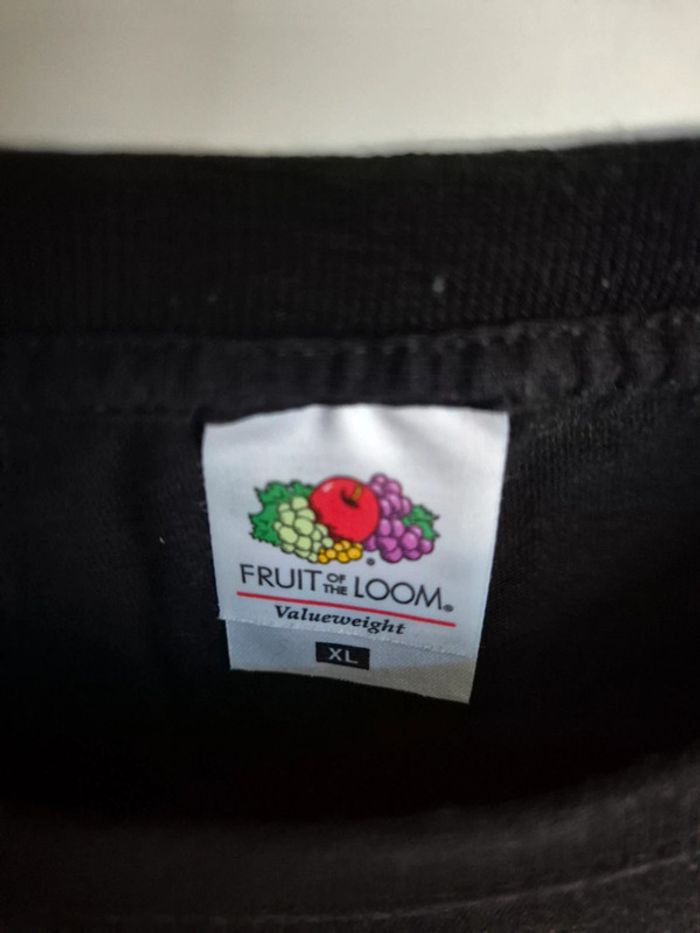 FRUIT OF THE LOOM®
Valueweight
XL